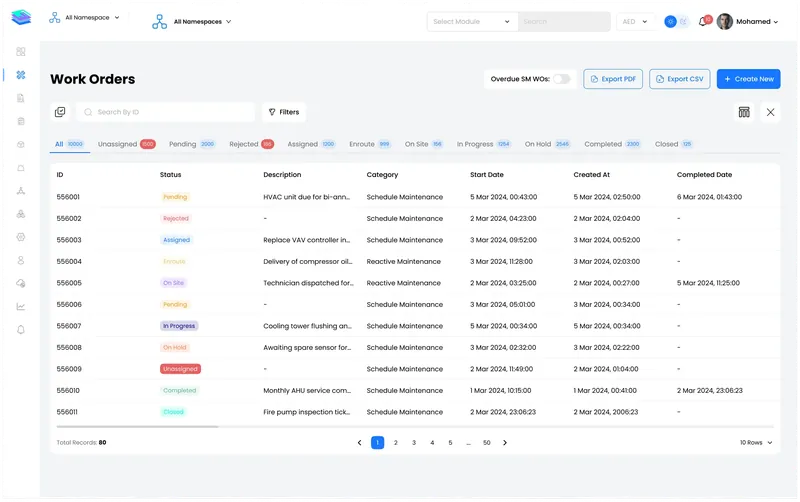 All Namespace
All Namespaces
Select Module
Search
AED
Mohamed
Work Orders
Overdue SM WOs:
Export PDF
Export CSV
+ Create New
Search By ID
Filters
All 10000 Unassigned 1500 Pending 2000 Rejected Assigned 1200 Enroute 909 On Site 156 In Progress 1254 On Hold 2546 Completed 2300 Closed 125
ID Status Description Category Start Date Created At Completed Date
556001 Pending HVAC unit due for bi-ann... Schedule Maintenance 5 Mar 2024, 00:43:00 5 Mar 2024, 02:50:00 6 Mar 2024, 01:43:00
556002 Rejected - Schedule Maintenance 2 Mar 2024, 04:23:00 2 Mar 2024, 02:04:00 -
556003 Assigned Replace VAV controller in... Schedule Maintenance 3 Mar 2024, 09:52:00 3 Mar 2024, 00:52:00 -
556004 Enroute Delivery of compressor oil... Reactive Maintenance 3 Mar 2024, 11:28:00 3 Mar 2024, 02:03:00 -
556005 On Site Technician dispatched for... Reactive Maintenance 2 Mar 2024, 03:25:00 2 Mar 2024, 00:27:00 5 Mar 2024, 11:25:00
556006 Pending - Schedule Maintenance 3 Mar 2024, 05:01:00 3 Mar 2024, 00:34:00 -
556007 In Progress Cooling tower flushing an... Schedule Maintenance 5 Mar 2024, 00:34:00 5 Mar 2024, 00:34:00 -
556008 On Hold Awaiting spare sensor for... Schedule Maintenance 3 Mar 2024, 02:32:00 3 Mar 2024, 02:22:00 -
556009 Unassigned - Schedule Maintenance 2 Mar 2024, 11:49:00 2 Mar 2024, 01:04:00 -
556010 Completed Monthly AHU service com... Schedule Maintenance 1 Mar 2024, 10:15:00 1 Mar 2024, 00:41:00 2 Mar 2024, 23:06:23
556011 Closed Fire pump inspection tick... Schedule Maintenance 2 Mar 2024, 23:06:23 2 Mar 2024, 2006:23 -
Total Records: 80
1 2 3 4 5 ... 50
10 Rows